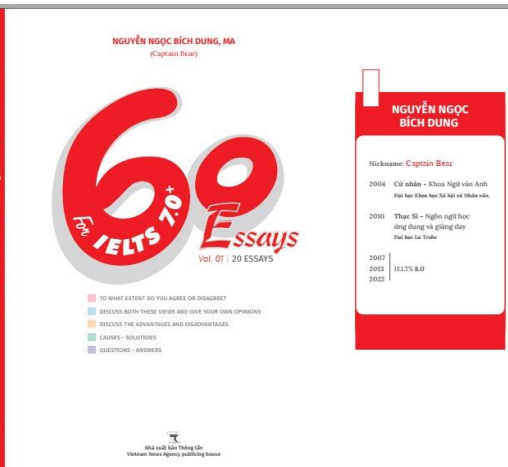 NGUYỄN NGỌC BÍCH DUNG, MA
(Captain Bear)
60
For IELTS 7.0+
Essays
Vol. 01 | 20 ESSAYS
TO WHAT EXTENT DO YOU AGREE OR DISAGREE?
DISCUSS BOTH THESE VIEWS AND GIVE YOUR OWN OPINIONS
DISCUSS THE ADVANTAGES AND DISADVANTAGES
CAUSES - SOLUTIONS
QUESTIONS - ANSWERS
Nhà xuất bản Thông tấn
Vietnam News Agency publishing house
NGUYỄN NGỌC
BÍCH DUNG
Nickname: Captain Bear
2004 Cử nhân - Khoa Ngữ văn Anh
Đại học Khoa học Xã hội và Nhân văn.
2010 Thạc Sĩ - Ngôn ngữ học
ứng dụng và giảng dạy
Đại học La Trobe
2007
2013 IELTS 8.0
2022